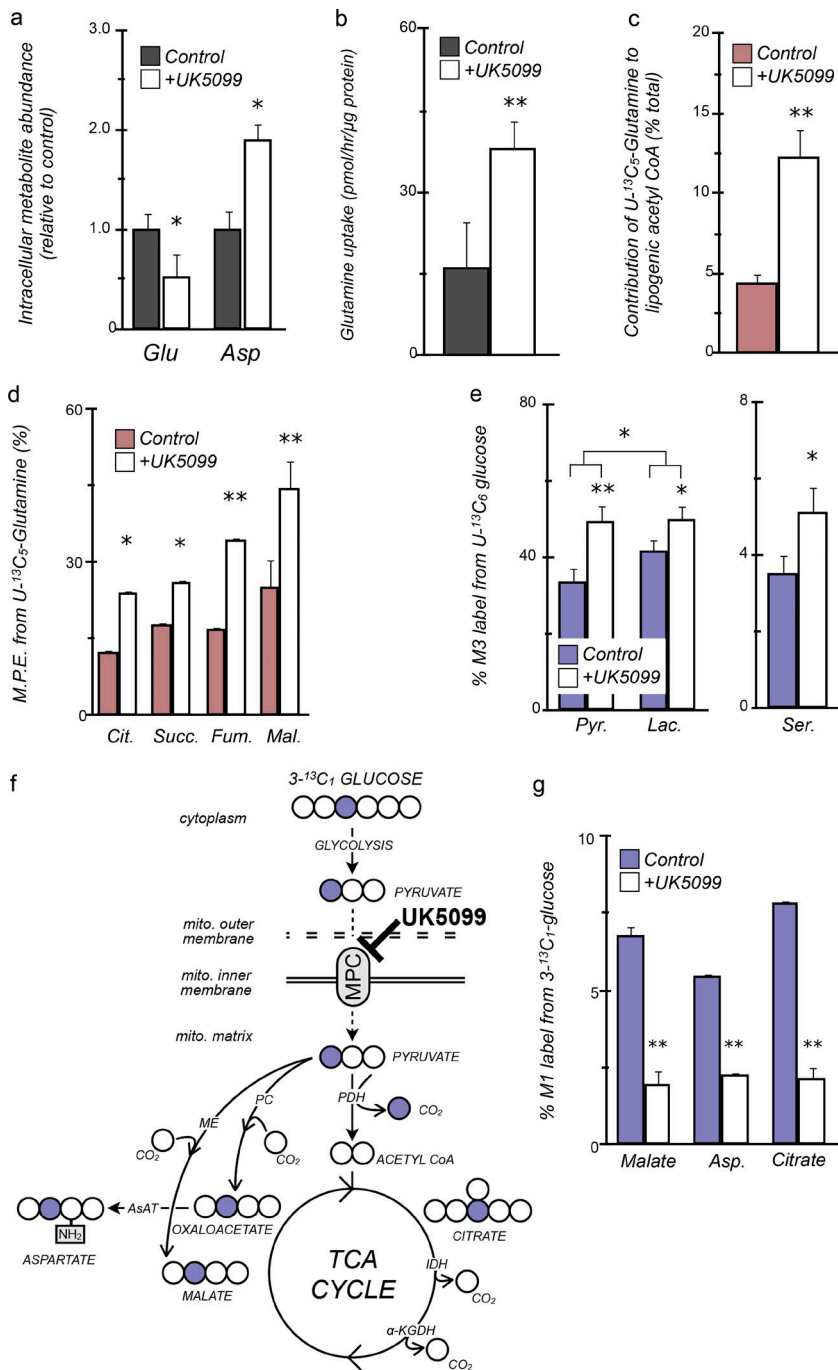 a
Intracellular metabolite abundance
(relative to control)
3.0
2.0
1.0
0
Control
+UK5099
*
*
Glu
Asp
b
Glutamine uptake (pmol/hr/µg protein)
60
30
0
Control
+UK5099
**
c
Contribution of U-¹³C₅-Glutamine to
lipogenic acetyl CoA (% total)
25
20
15
10
5
0
Control
+UK5099
**
d
M.P.E. from U-¹³C₅-Glutamine (%)
60
30
0
Control
+UK5099
*
*
**
**
Cit.
Succ.
Fum.
Mal.
e
% M3 label from U-¹³C₆ glucose
80
40
0
*
**
*
Control
+UK5099
Pyr.
Lac.
8
4
0
*
Ser.
f
3-¹³C₁ GLUCOSE
cytoplasm
GLYCOLYSIS
PYRUVATE
UK5099
mito. outer
membrane
MPC
mito. inner
membrane
mito. matrix
PYRUVATE
PDH
CO₂
PC
ME
CO₂
CO₂
ACETYL CoA
AsAT
NH₂
ASPARTATE
OXALOACETATE
MALATE
CITRATE
TCA
CYCLE
IDH
CO₂
α-KGDH
CO₂
g
% M1 label from 3-¹³C₁-glucose
10
5
0
Control
+UK5099
**
**
**
Malate
Asp.
Citrate